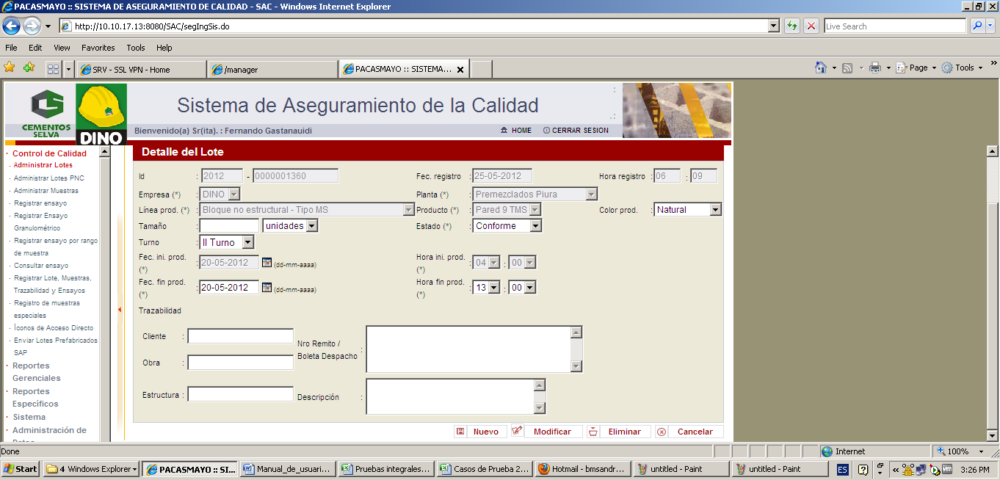 PACASMAYO :: SISTEMA DE ASEGURAMIENTO DE CALIDAD - SAC - Windows Internet Explorer
http://10.10.17.13:8080/SAC/segIngSis.do
Live Search
File Edit View Favorites Tools Help
SRV - SSL VPN - Home
/manager
PACASMAYO :: SISTEMA...
Page Tools »
CEMENTOS
SELVA
DINO
Sistema de Aseguramiento de la Calidad
Bienvenido(a) Sr(ita). : Fernando Gastanauidi
HOME CERRAR SESION
· Control de Calidad
· Administrar Lotes
· Administrar Lotes PNC
· Administrar Muestras
· Registrar ensayo
· Registrar Ensayo
Granulométrico
· Registrar ensayo por rango
de muestra
· Consultar ensayo
· Registrar Lote, Muestras,
Trazabilidad y Ensayos
· Registro de muestras
especiales
· Íconos de Acceso Directo
· Enviar Lotes Prefabricados
SAP
· Reportes
Gerenciales
· Reportes
Específicos
· Sistema
· Administración de
Detalle del Lote
Id : 2012 - 0000001360 Fec. registro : 25-05-2012 Hora registro : 06 : 09
Empresa (*) : DINO Planta (*) : Premezclados Piura
Línea prod. (*) : Bloque no estructural - Tipo MS Producto (*) : Pared 9 TMS Color prod. : Natural
Tamaño : unidades Estado (*) : Conforme
Turno : II Turno
Fec. ini. prod. (*) : 20-05-2012 (dd-mm-aaaa) Hora ini. prod. (*) : 04 : 00
Fec. fin prod. (*) : 20-05-2012 (dd-mm-aaaa) Hora fin prod. (*) : 13 : 00
Trazabilidad
Cliente :
Nro Remito /
Boleta Despacho :
Obra :
Estructura :
Descripción :
Nuevo Modificar Eliminar Cancelar
Done Internet 100%
Start 4 Windows Explorer PACASMAYO :: SI... Manual_de_usuari... Pruebas integrales... Casos de Prueba 2... Hotmail - bmsandr... untitled - Paint untitled - Paint ES « 3:26 PM